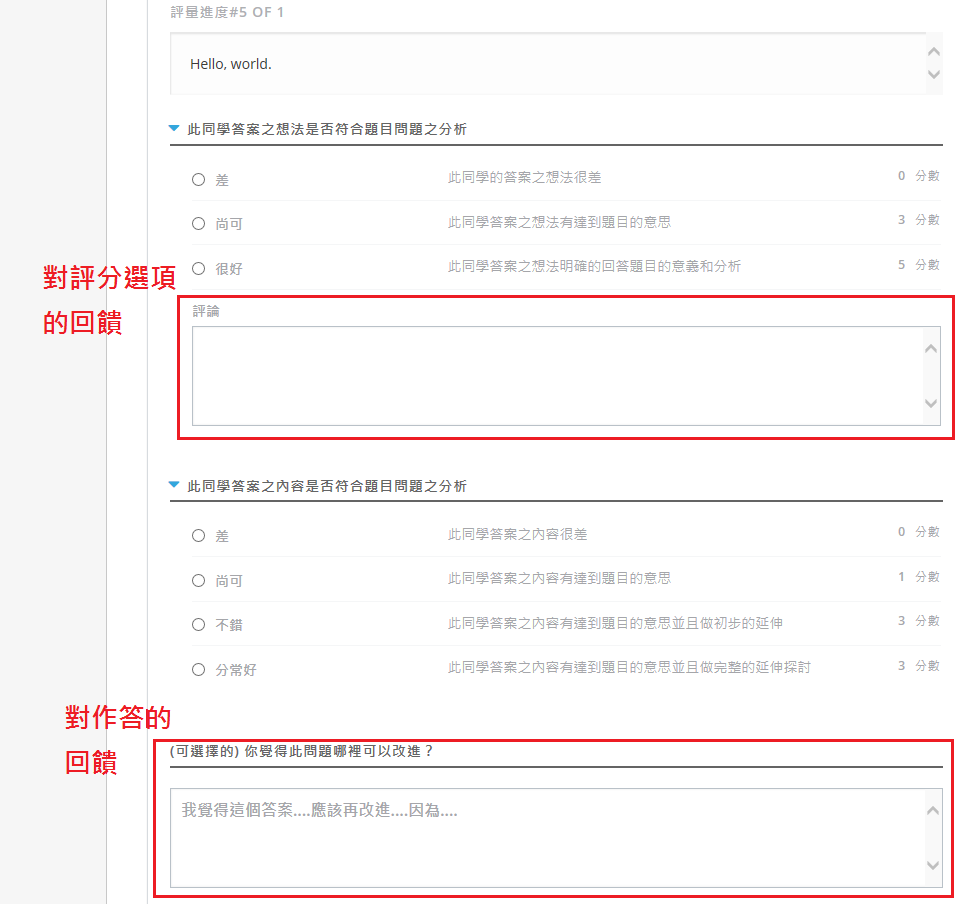 評量進度#5 OF 1
Hello, world.
此同學答案之想法是否符合題目問題之分析
差 此同學的答案之想法很差 0 分數
尚可 此同學答案之想法有達到題目的意思 3 分數
很好 此同學答案之想法明確的回答題目的意義和分析 5 分數
對評分選項
的回饋
評論
此同學答案之內容是否符合題目問題之分析
差 此同學答案之內容很差 0 分數
尚可 此同學答案之內容有達到題目的意思 1 分數
不錯 此同學答案之內容有達到題目的意思並且做初步的延伸 3 分數
分常好 此同學答案之內容有達到題目的意思並且做完整的延伸探討 3 分數
對作答的
回饋
(可選擇的) 你覺得此問題哪裡可以改進？
我覺得這個答案....應該再改進....因為....